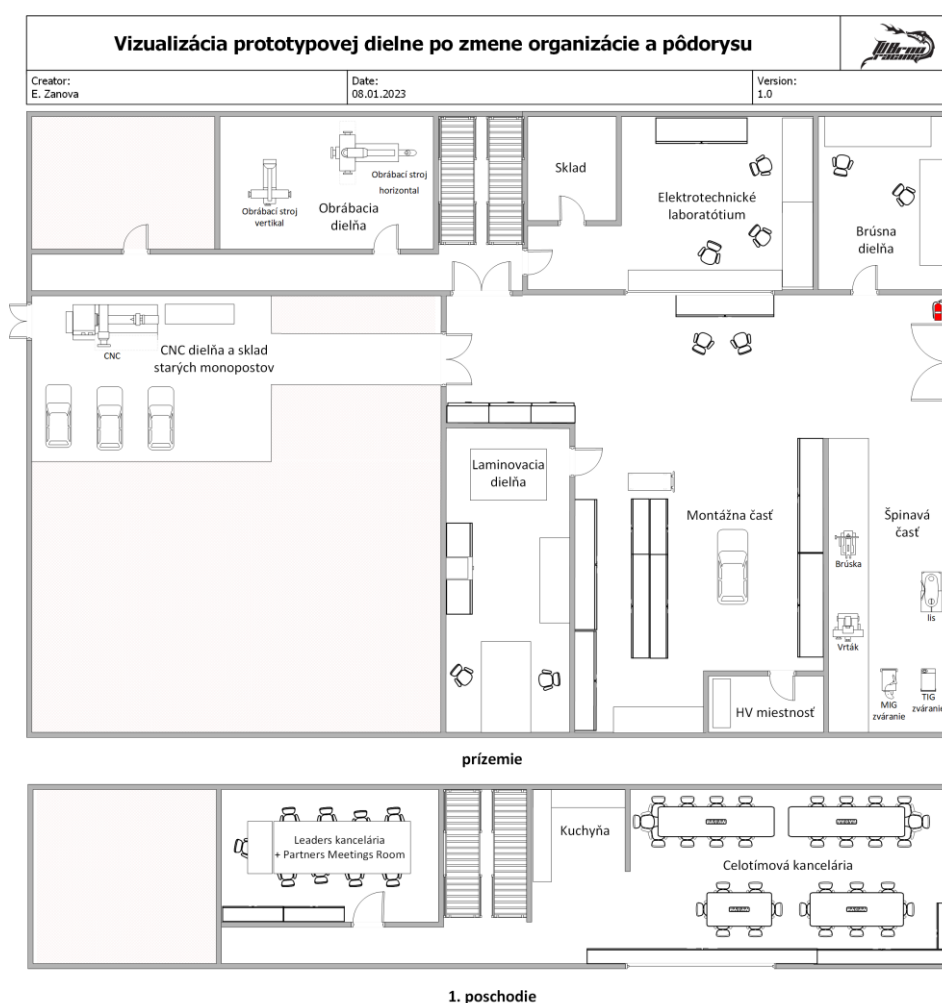 Vizualizácia prototypovej dielne po zmene organizácie a pôdorysu
TU Brno
racing
Creator:
E. Zanova
Date:
08.01.2023
Version:
1.0
Obrábací stroj
vertikal
Obrábací stroj
horizontal
Obrábacia
dielňa
Sklad
Elektrotechnické
laboratótium
Brúsna
dielňa
CNC
CNC dielňa a sklad
starých monopostov
Laminovacia
dielňa
Montážna časť
Špinavá
časť
Brúska
lis
Vrták
MIG
zváranie
TIG
zváranie
HV miestnosť
prízemie
Leaders kancelária
+ Partners Meetings Room
Kuchyňa
Celotímová kancelária
1. poschodie